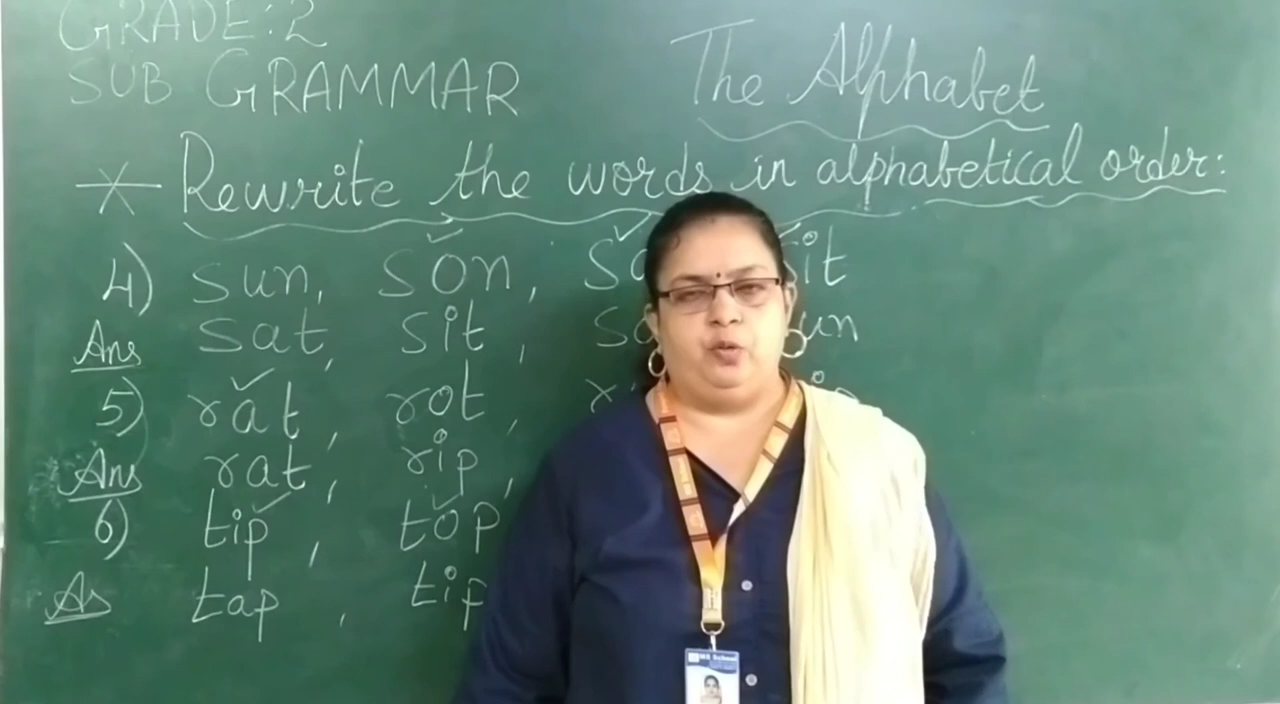 GRADE: 2
SUB GRAMMAR
The Alphabet
* Rewrite the words in alphabetical order:
4) sun, son, sit
Ans sat, sit,
5) rat, rot,
Ans rat, rip,
6) tip, top
As tap, tip